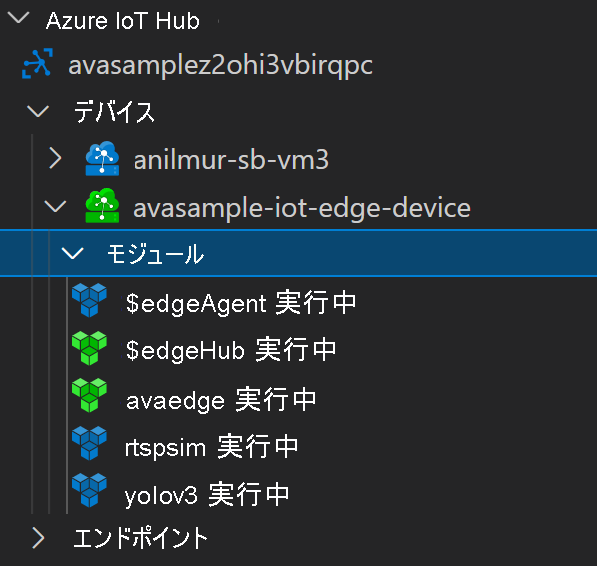 Azure IoT Hub
avasamplez2ohi3vbirqpc
デバイス
anilmur-sb-vm3
avasample-iot-edge-device
モジュール
$edgeAgent 実行中
$edgeHub 実行中
avaedge 実行中
rtspsim 実行中
yolov3 実行中
エンドポイント